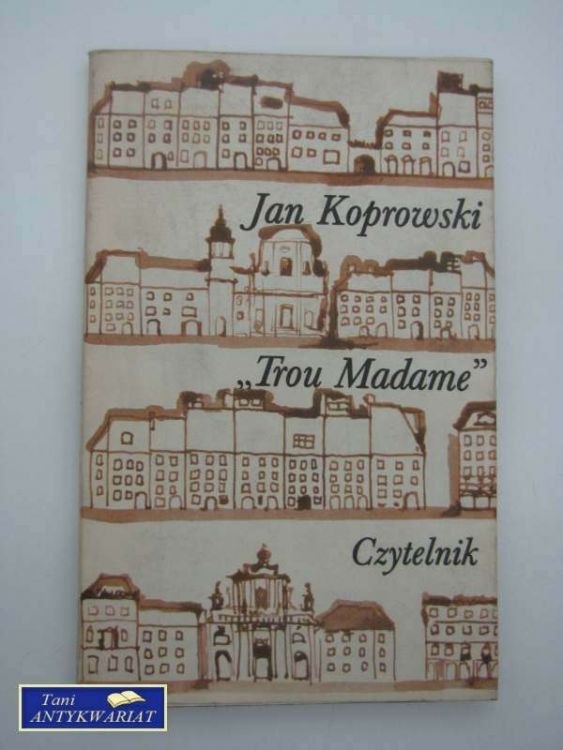 Jan Koprowski
„Trou Madame”
Czytelnik
Tani
ANTYKWARIAT